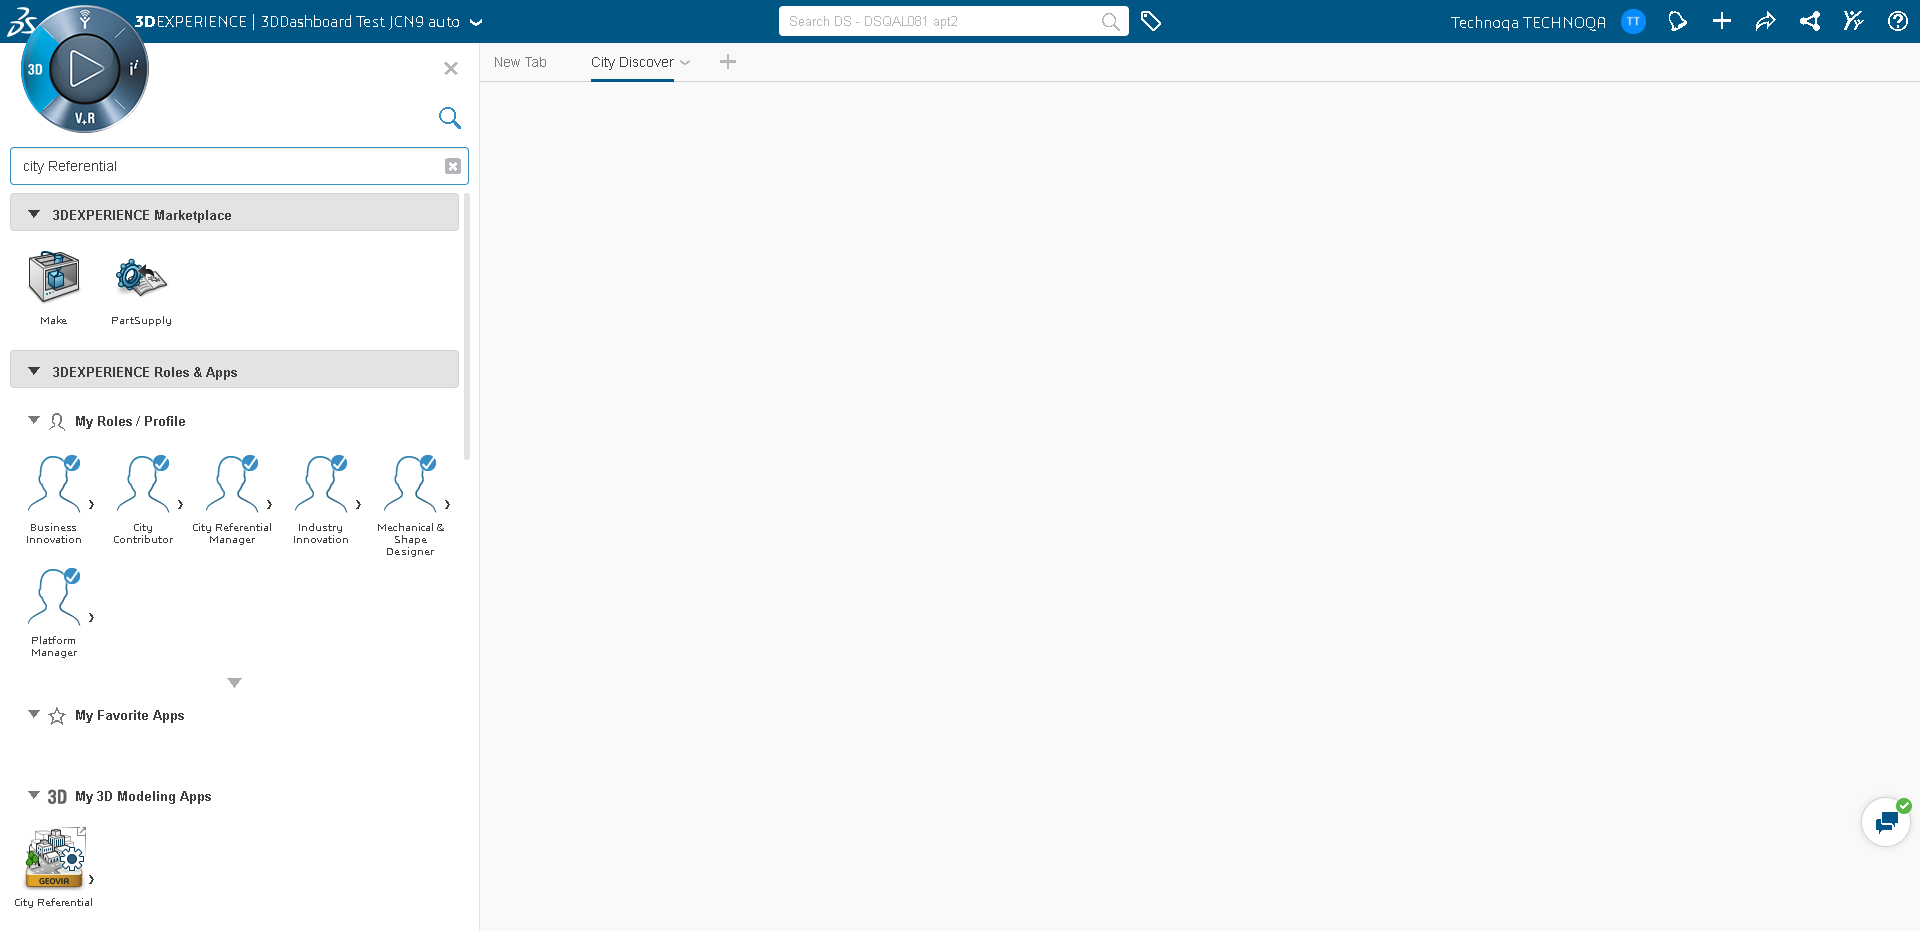 3DEXPERIENCE | 3DDashboard Test JCN9 auto
Search DS - DSQAL081 apt2
Technoqa TECHNOQA
TT
3D
V+R
i
New Tab
City Discover
city Referential
3DEXPERIENCE Marketplace
Make
PartSupply
3DEXPERIENCE Roles & Apps
My Roles / Profile
Business
Innovation
City
Contributor
City Referential
Manager
Industry
Innovation
Mechanical &
Shape
Designer
Platform
Manager
My Favorite Apps
3D My 3D Modeling Apps
GEOVIA
City Referential